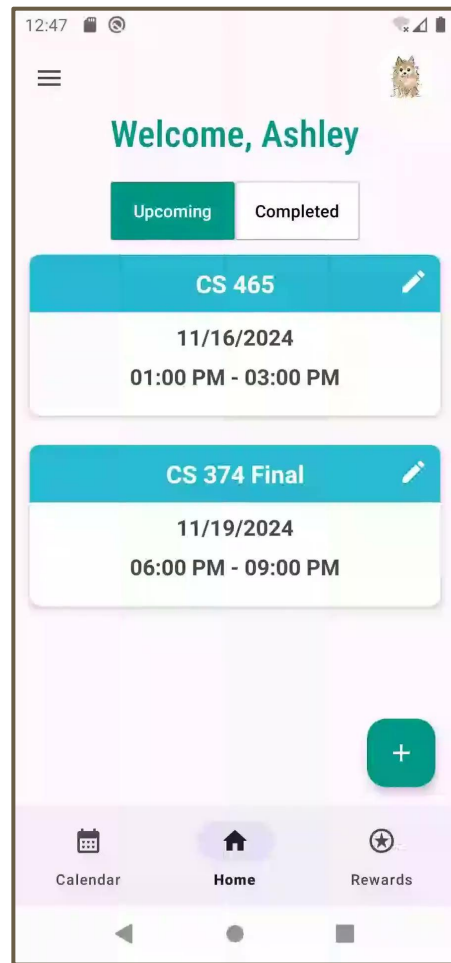 12:47
Welcome, Ashley
Upcoming Completed
CS 465
11/16/2024
01:00 PM - 03:00 PM
CS 374 Final
11/19/2024
06:00 PM - 09:00 PM
+
Calendar Home Rewards